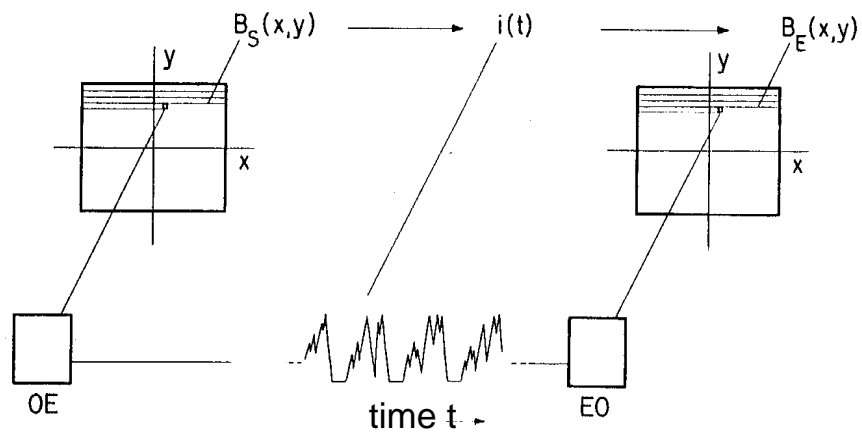 B_S(x,y) i(t) B_E(x,y)
y y
x x
OE EO
time t